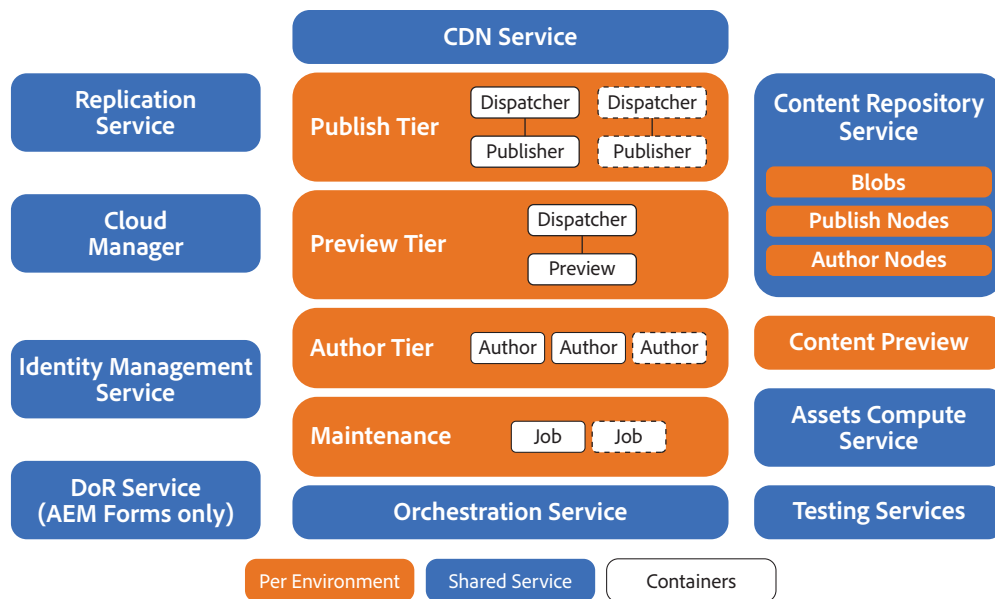 CDN Service
Replication
Service
Cloud
Manager
Identity Management
Service
DoR Service
(AEM Forms only)
Publish Tier
Dispatcher
Dispatcher
Publisher
Publisher
Preview Tier
Dispatcher
Preview
Author Tier
Author
Author
Author
Maintenance
Job
Job
Orchestration Service
Content Repository
Service
Blobs
Publish Nodes
Author Nodes
Content Preview
Assets Compute
Service
Testing Services
Per Environment
Shared Service
Containers